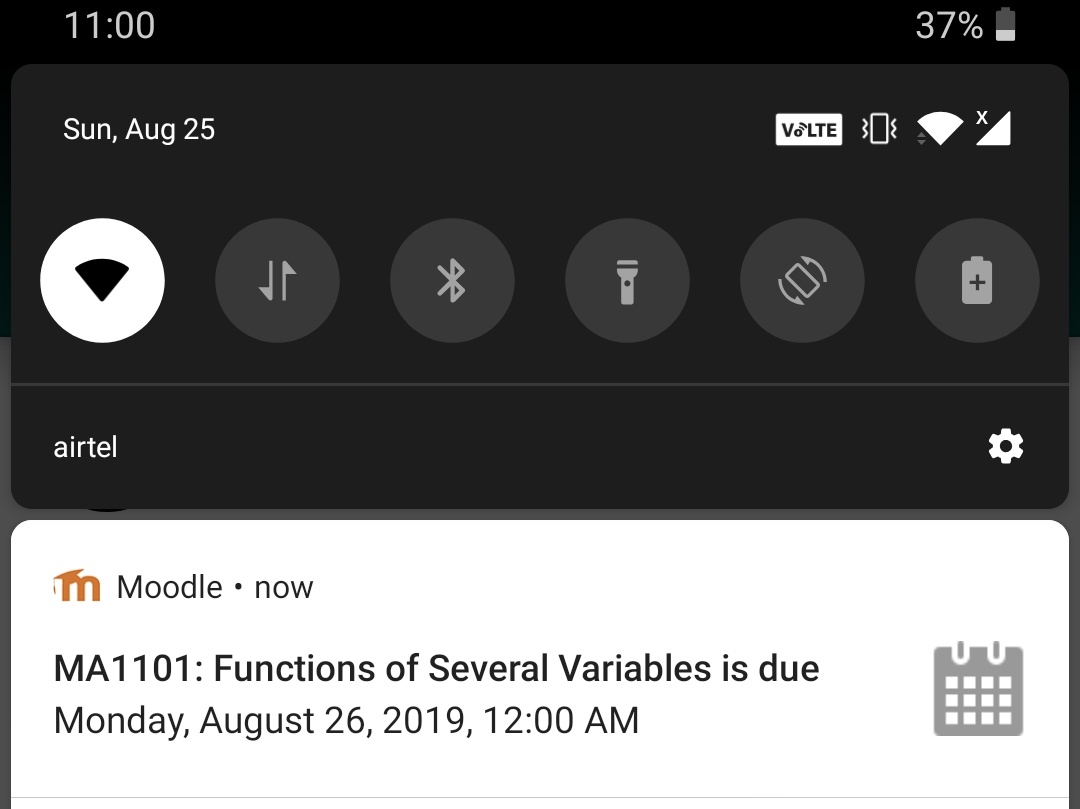 11:00 37%
Sun, Aug 25 VoLTE X
airtel
Moodle • now
MA1101: Functions of Several Variables is due
Monday, August 26, 2019, 12:00 AM